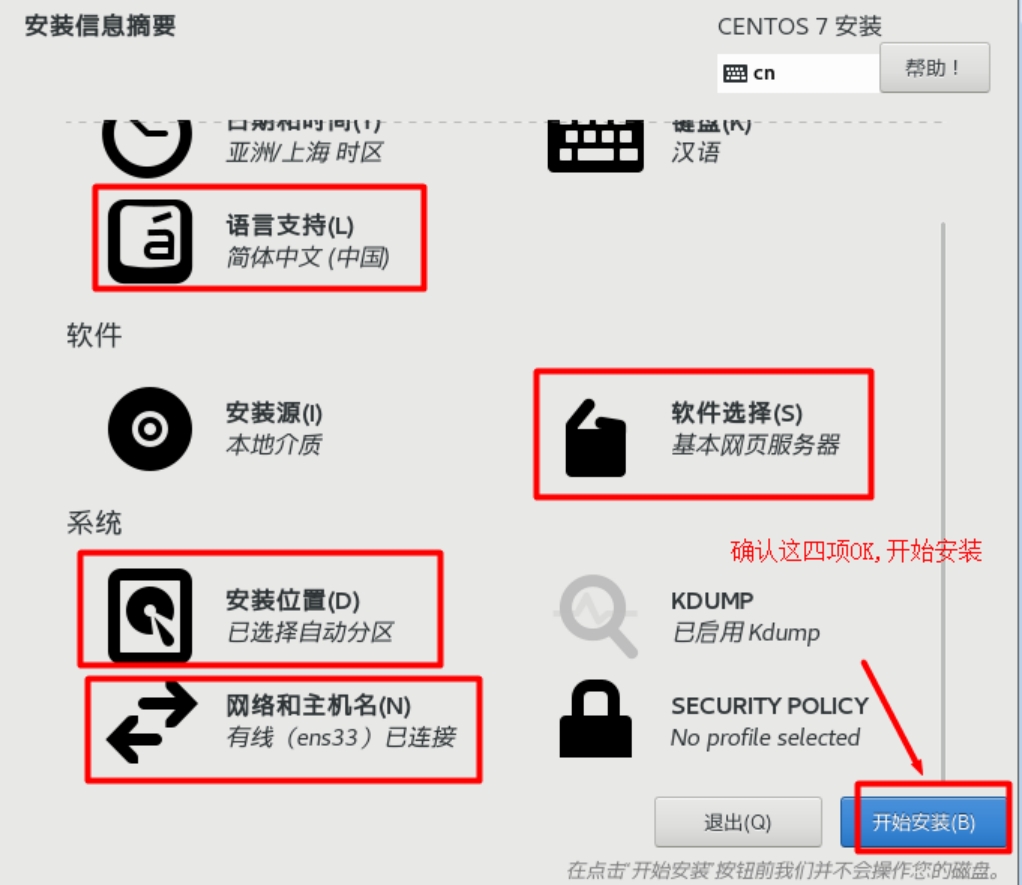 安装信息摘要
CENTOS 7 安装
cn
帮助！
日期和时间(T)
亚洲/上海 时区
键盘(K)
汉语
语言支持(L)
简体中文 (中国)
软件
安装源(I)
本地介质
软件选择(S)
基本网页服务器
系统
确认这四项OK,开始安装
安装位置(D)
已选择自动分区
KDUMP
已启用 Kdump
网络和主机名(N)
有线（ens33）已连接
SECURITY POLICY
No profile selected
退出(Q)
开始安装(B)
在点击“开始安装”按钮前我们并不会操作您的磁盘。